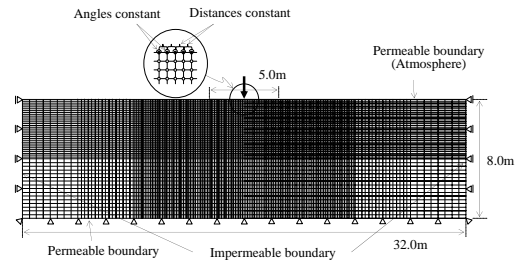 Angles constant
Distances constant
Permeable boundary
(Atmosphere)
5.0m
8.0m
Permeable boundary
Impermeable boundary
32.0m